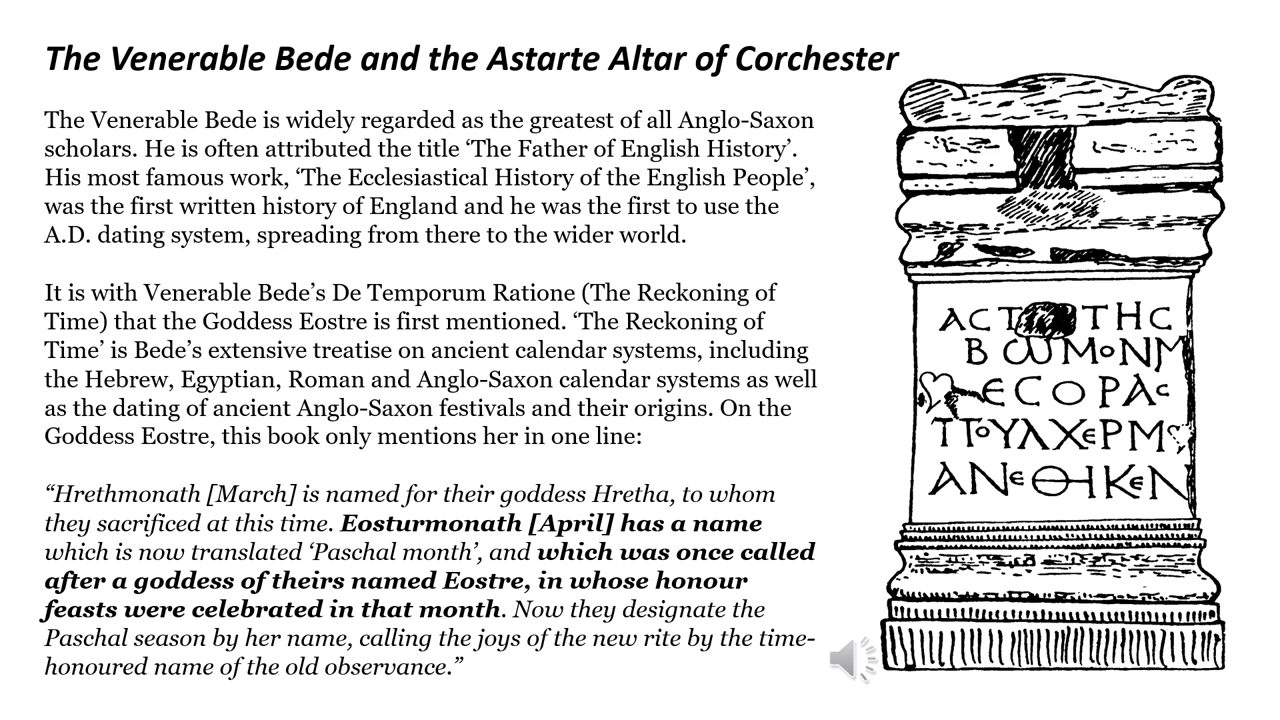 The Venerable Bede and the Astarte Altar of Corchester
The Venerable Bede is widely regarded as the greatest of all Anglo-Saxon
scholars. He is often attributed the title ‘The Father of English History’.
His most famous work, ‘The Ecclesiastical History of the English People’,
was the first written history of England and he was the first to use the
A.D. dating system, spreading from there to the wider world.
It is with Venerable Bede’s De Temporum Ratione (The Reckoning of
Time) that the Goddess Eostre is first mentioned. ‘The Reckoning of
Time’ is Bede’s extensive treatise on ancient calendar systems, including
the Hebrew, Egyptian, Roman and Anglo-Saxon calendar systems as well
as the dating of ancient Anglo-Saxon festivals and their origins. On the
Goddess Eostre, this book only mentions her in one line:
“Hrethmonath [March] is named for their goddess Hretha, to whom
they sacrificed at this time. Eosturmonath [April] has a name
which is now translated ‘Paschal month’, and which was once called
after a goddess of theirs named Eostre, in whose honour
feasts were celebrated in that month. Now they designate the
Paschal season by her name, calling the joys of the new rite by the time-
honoured name of the old observance.”
ΑϹΤ ΤΗϹ
ΒѠΜΟΝΜ
ΕϹΟΡΑϹ
ΠΟΥΛΧΕΡΜ
ΑΝΕΘΗΚΕΝ